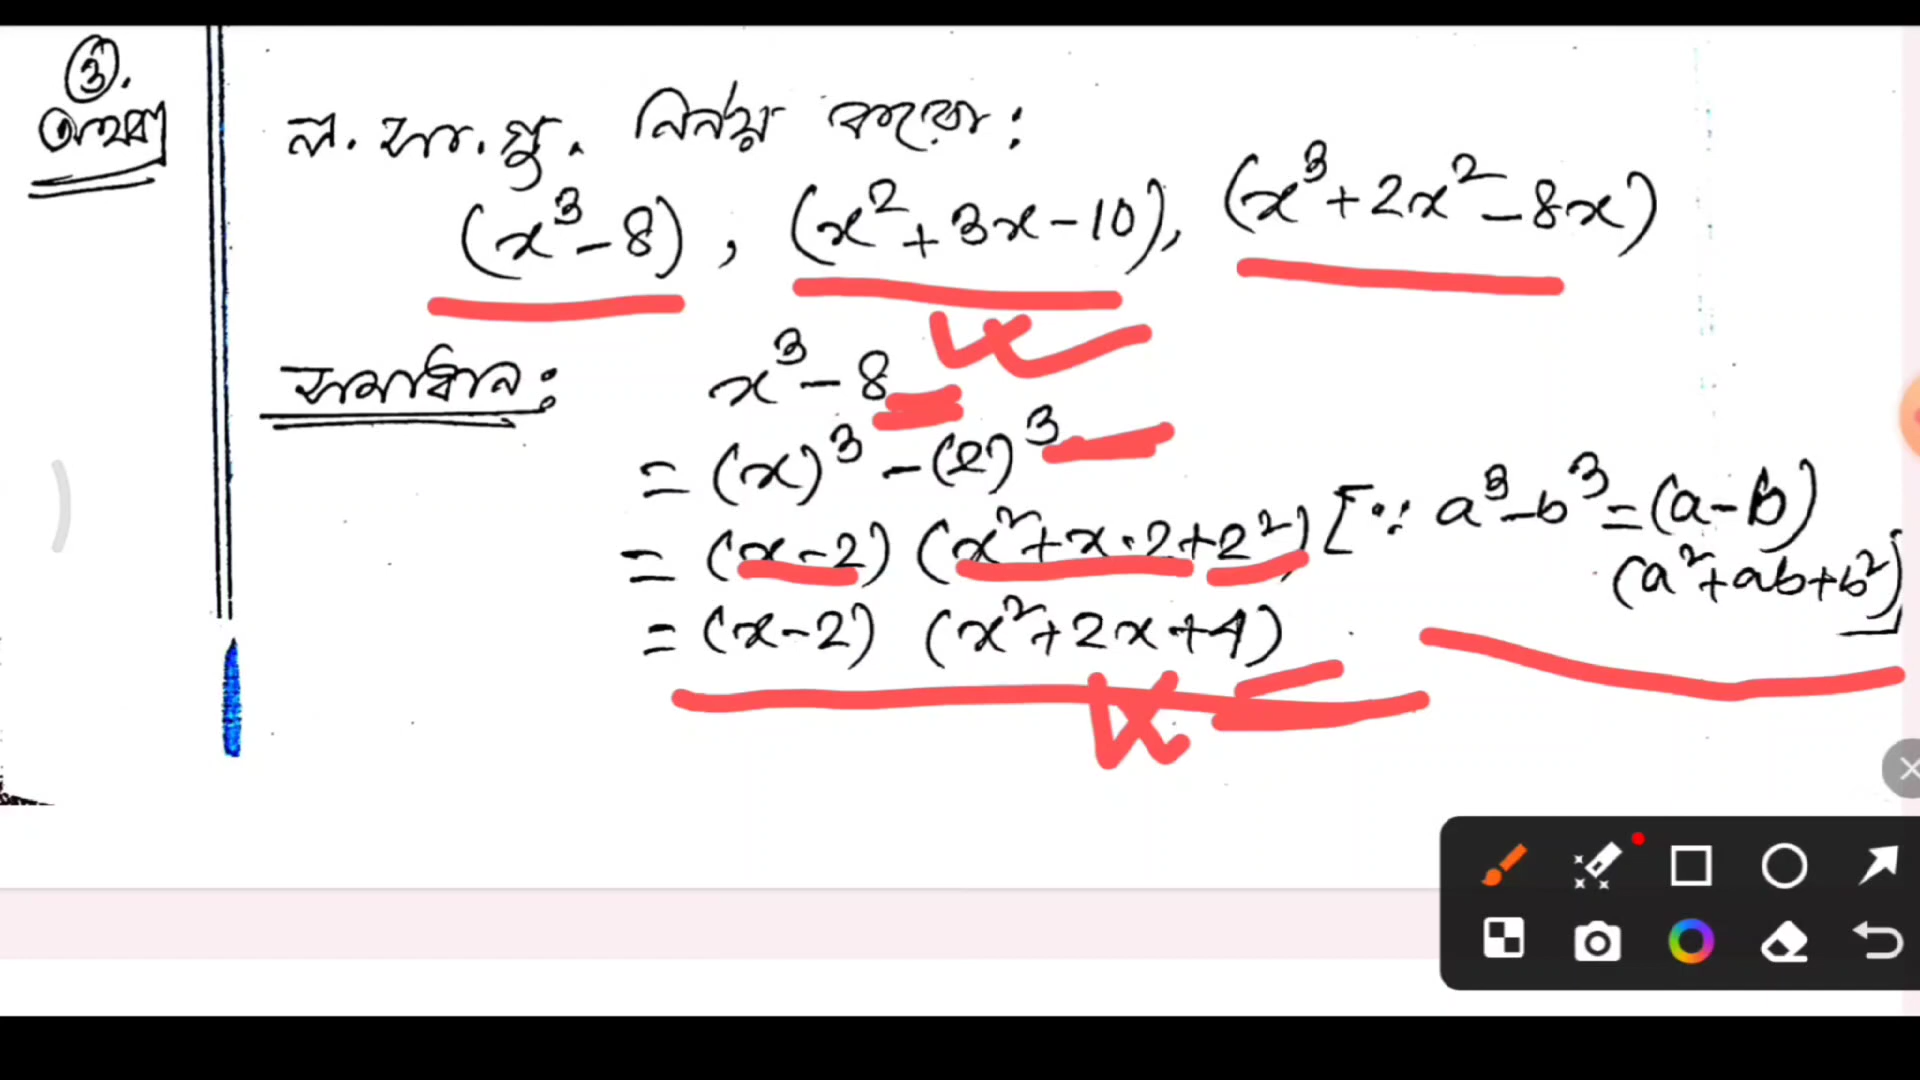 ③.
অথবা
ল. সা. গু. নির্ণয় করো:
(x³-8), (x²+3x-10), (x³+2x²-8x)
সমাধান: x³-8
= (x)³-(2)³
= (x-2) (x²+x·2+2²) [∵ a³-b³=(a-b)
(a²+ab+b²)]
= (x-2) (x²+2x+4)